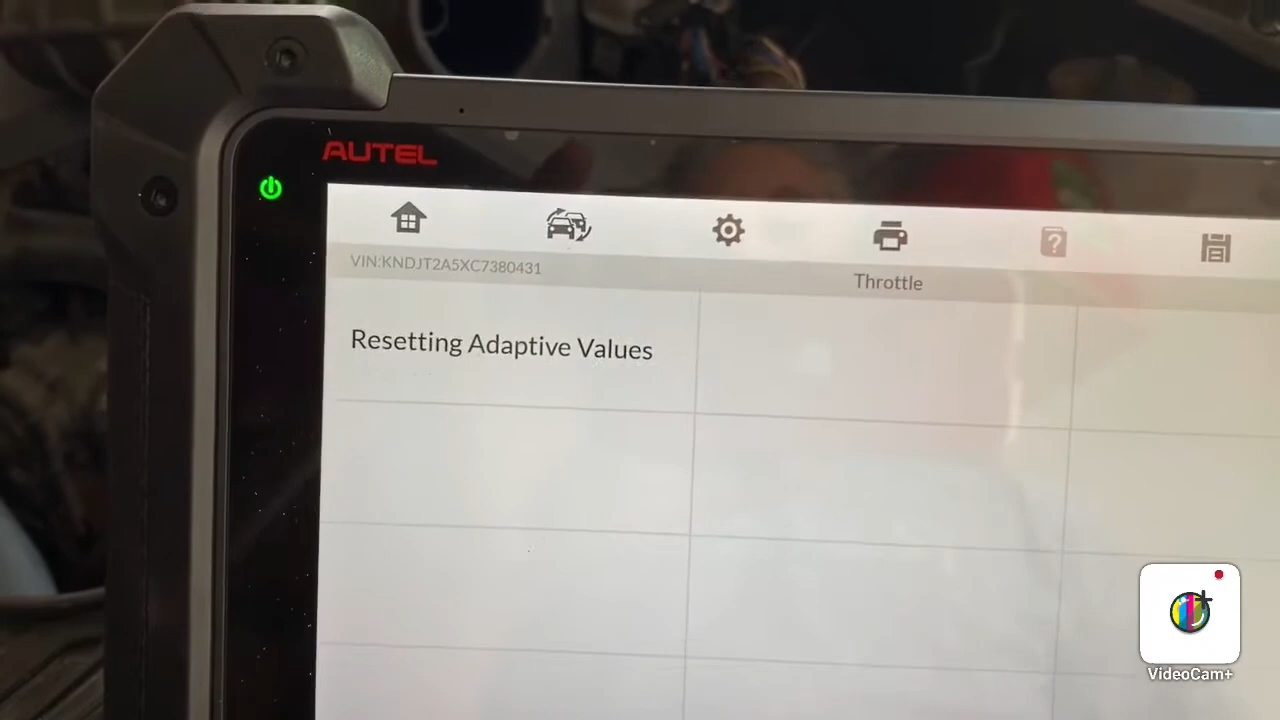 AUTEL
VIN:KNDJT2A5XC7380431
Throttle
Resetting Adaptive Values
VideoCam+